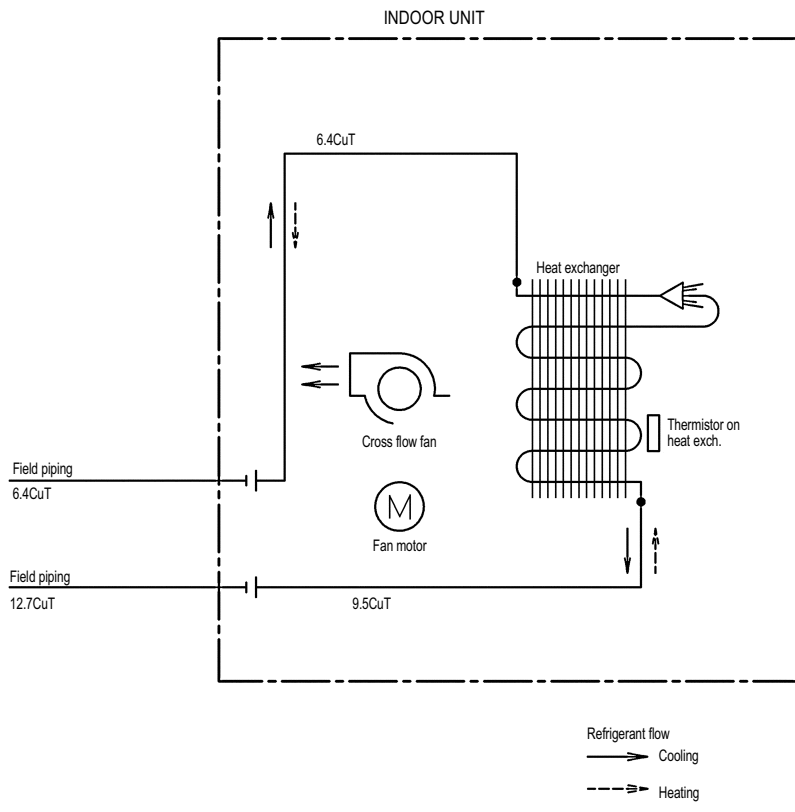 INDOOR UNIT
6.4CuT
Heat exchanger
Thermistor on
heat exch.
Cross flow fan
Field piping
6.4CuT
M
Fan motor
Field piping
12.7CuT
9.5CuT
Refrigerant flow
Cooling
Heating